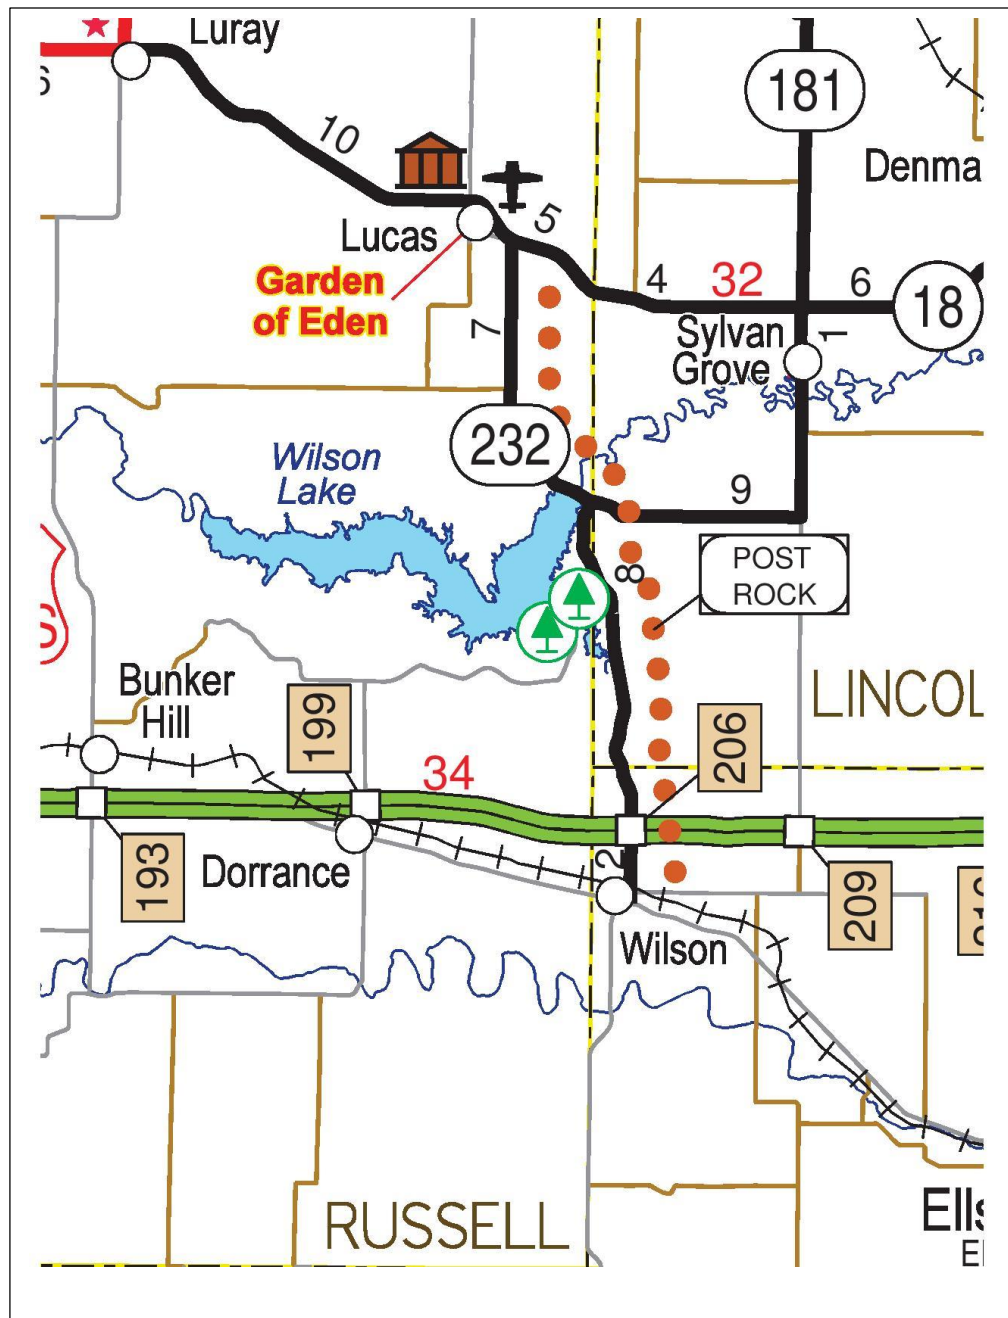 Luray
181
10
Denma
Lucas
5
Garden
of Eden
4
32
6
18
7
Sylvan
Grove
1
232
Wilson
Lake
9
POST
ROCK
8
Bunker
Hill
LINCOL
199
34
206
193
Dorrance
2
209
Wilson
RUSSELL
Ells